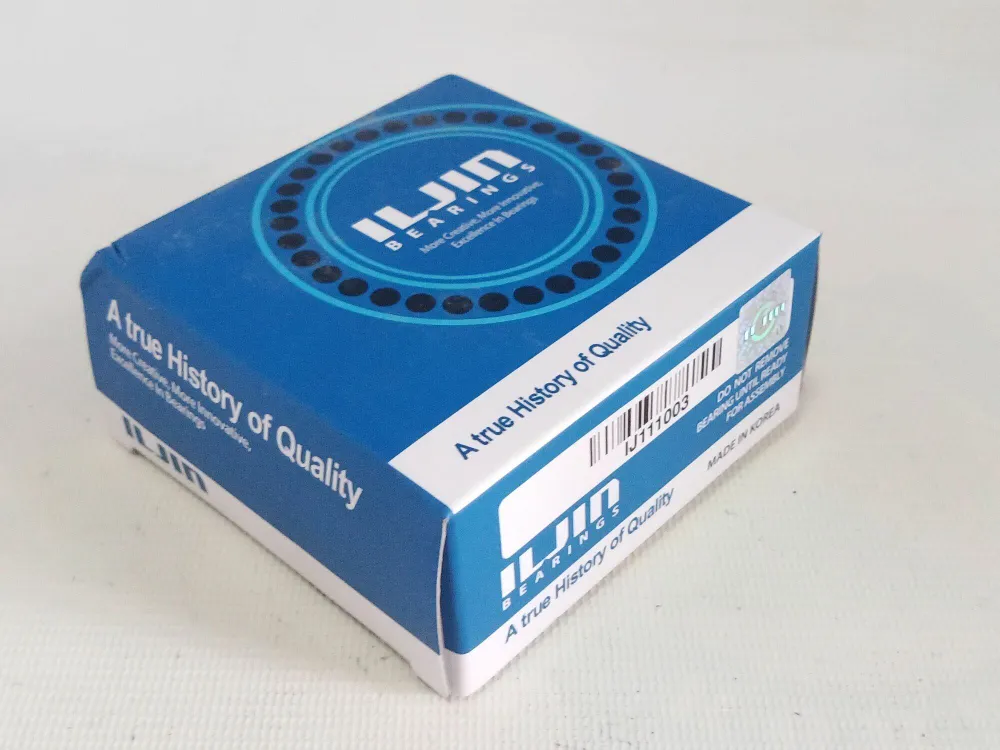 ILJIN
BEARINGS
More Creative, More Innovative,
Excellence in Bearings
A true History of Quality
More Creative, More Innovative,
Excellence in Bearings
ILJIN
A true History of Quality
IJ111003
ILJIN
DO NOT REMOVE
BEARING UNTIL READY
FOR ASSEMBLY
MADE IN KOREA
ILJIN
BEARINGS
A true History of Quality